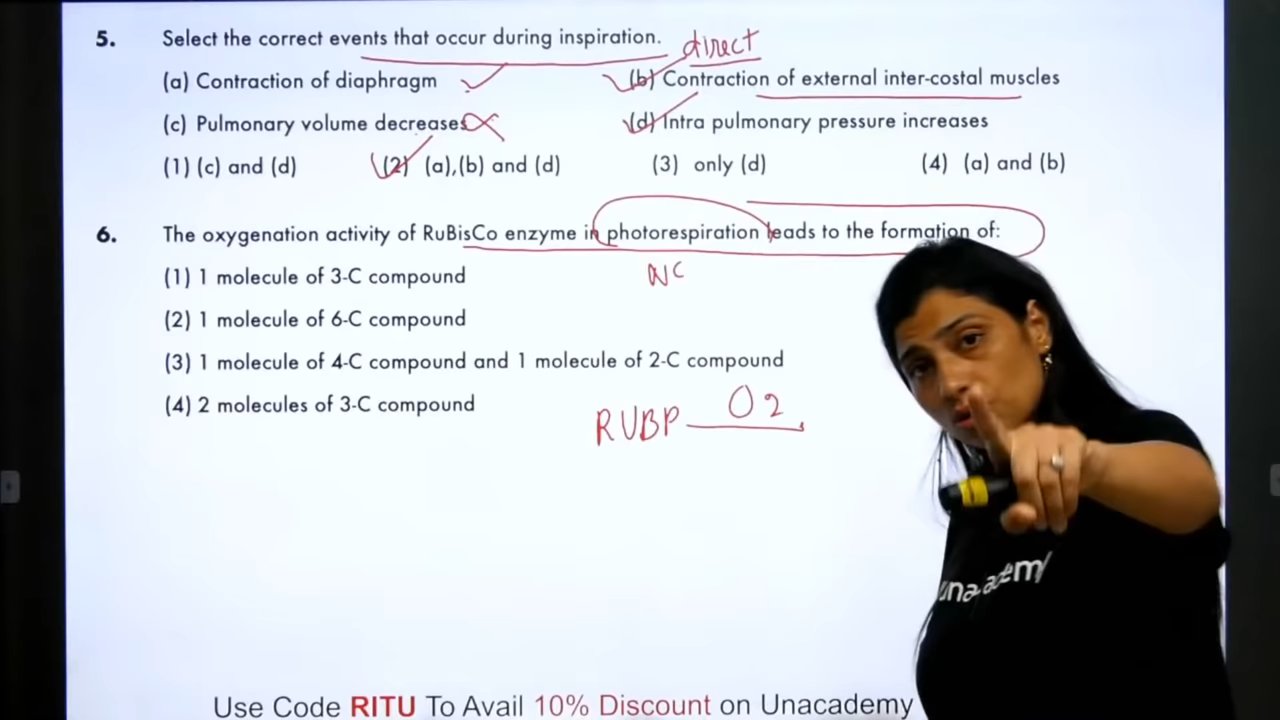 5. Select the correct events that occur during inspiration.
direct
(a) Contraction of diaphragm (b) Contraction of external inter-costal muscles
(c) Pulmonary volume decreases (d) Intra pulmonary pressure increases
(1) (c) and (d) (2) (a),(b) and (d) (3) only (d) (4) (a) and (b)
6. The oxygenation activity of RuBisCo enzyme in photorespiration leads to the formation of:
(1) 1 molecule of 3-C compound
NC
(2) 1 molecule of 6-C compound
(3) 1 molecule of 4-C compound and 1 molecule of 2-C compound
(4) 2 molecules of 3-C compound
RUBP O2
Use Code RITU To Avail 10% Discount on Unacademy